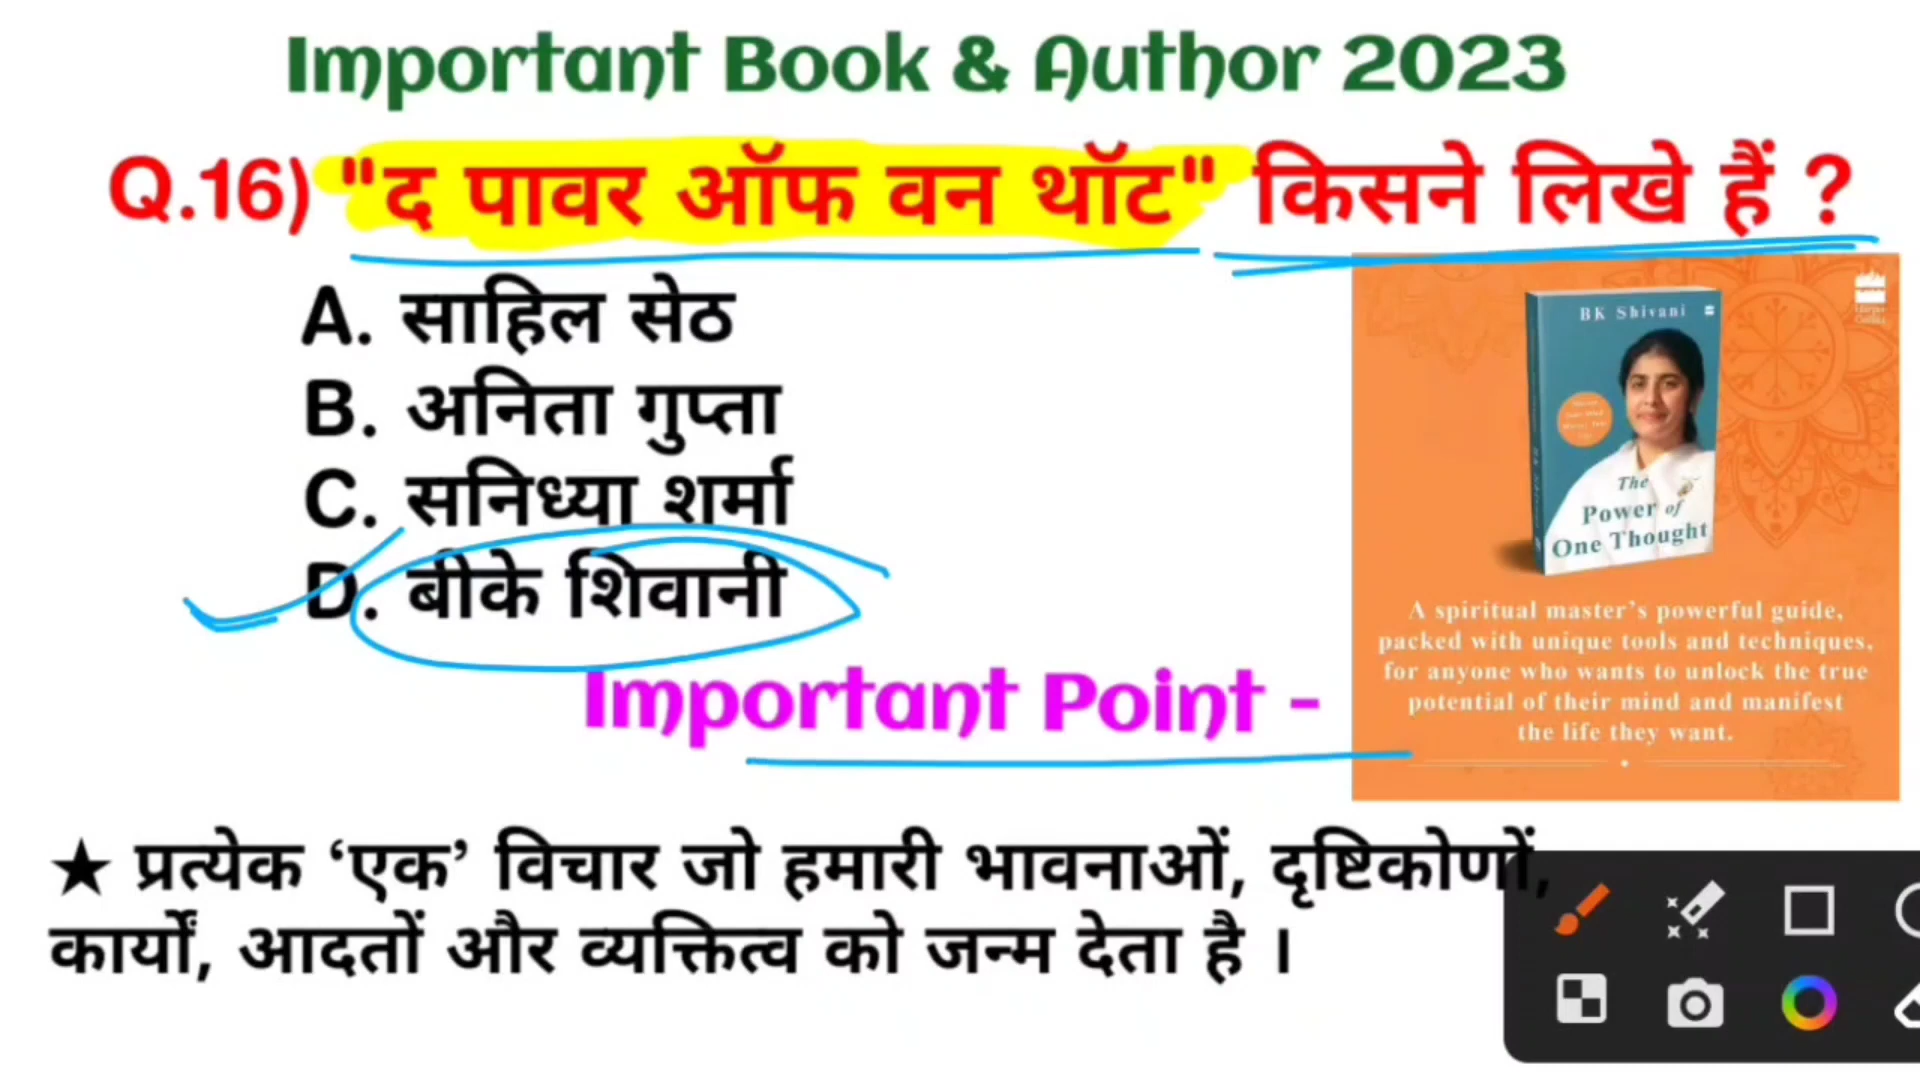 Important Book & Author 2023
Q.16) "द पावर ऑफ वन थॉट" किसने लिखे हैं ?
A. साहिल सेठ
B. अनिता गुप्ता
C. सनिध्या शर्मा
D. बीके शिवानी
BK Shivani
The
Power of
One Thought
A spiritual master's powerful guide,
packed with unique tools and techniques,
for anyone who wants to unlock the true
potential of their mind and manifest
the life they want.
Important Point -
★ प्रत्येक ‘एक’ विचार जो हमारी भावनाओं, दृष्टिकोणों,
कार्यों, आदतों और व्यक्तित्व को जन्म देता है ।